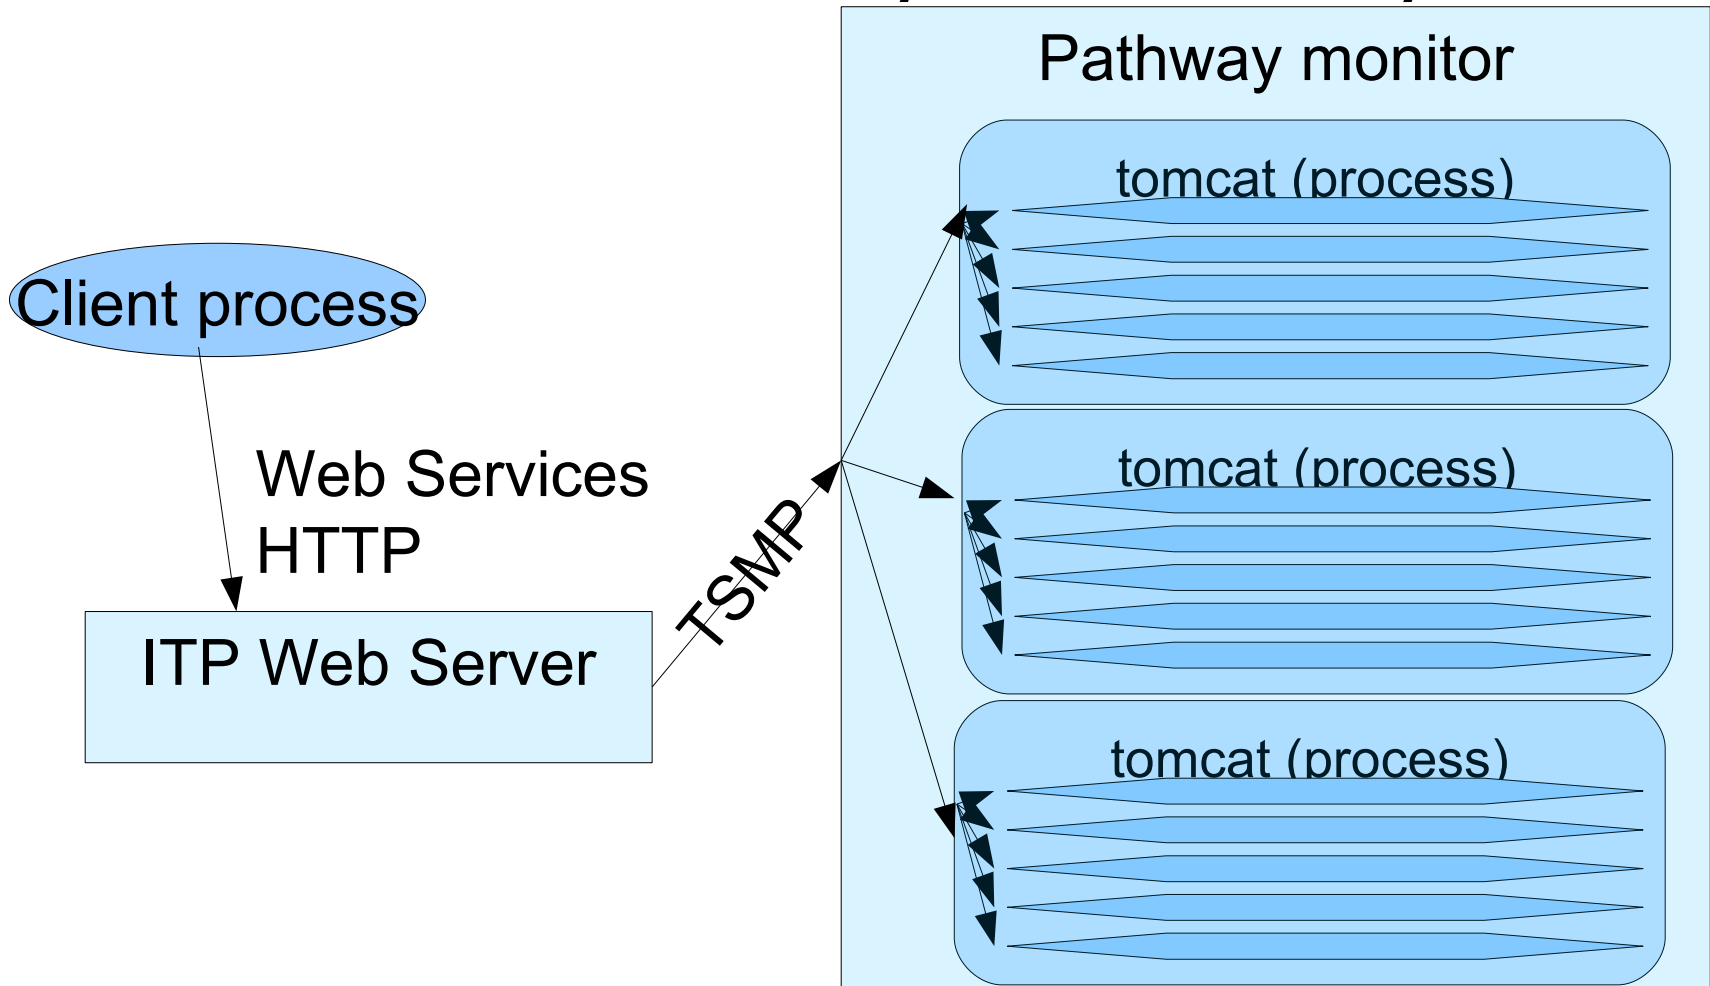 Pathway monitor
tomcat (process)
Client process
Web Services
HTTP
TSMP
tomcat (process)
ITP Web Server
tomcat (process)